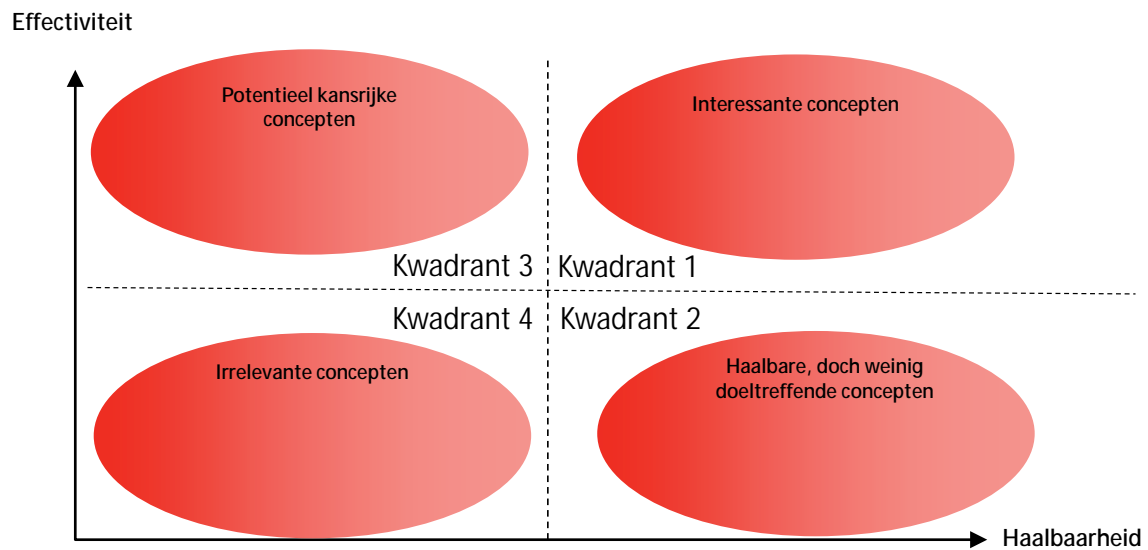 Effectiviteit
Potentieel kansrijke
concepten
Interessante concepten
Kwadrant 3
Kwadrant 1
Kwadrant 4
Kwadrant 2
Irrelevante concepten
Haalbare, doch weinig
doeltreffende concepten
Haalbaarheid